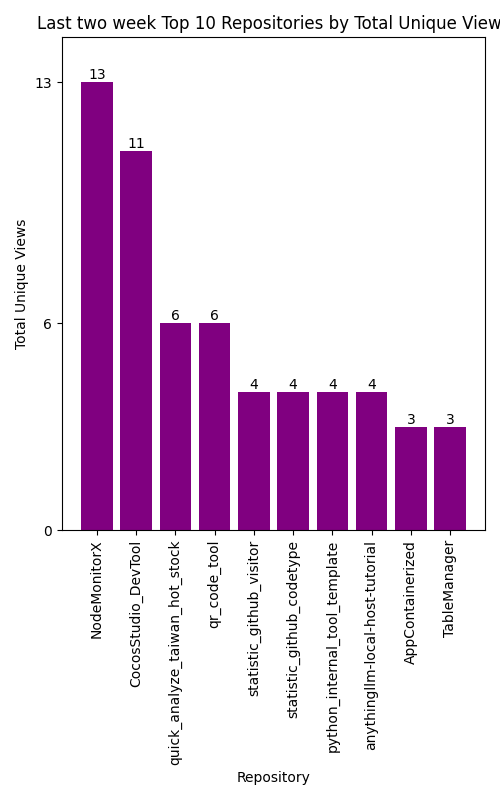 Last two week Top 10 Repositories by Total Unique View
13
11
6
6
4
4
4
4
3
3
13
6
0
Total Unique Views
NodeMonitorX
CocosStudio_DevTool
quick_analyze_taiwan_hot_stock
qr_code_tool
statistic_github_visitor
statistic_github_codetype
python_internal_tool_template
anythingllm-local-host-tutorial
AppContainerized
TableManager
Repository